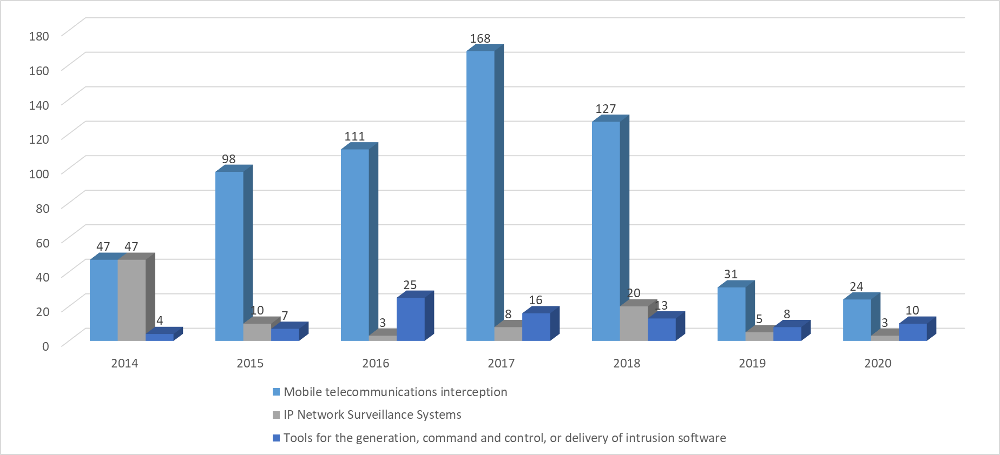 180
160
140
120
100
80
60
40
20
0
47 47 4
98 10 7
111 3 25
168 8 16
127 20 13
31 5 8
24 3 10
2014 2015 2016 2017 2018 2019 2020
Mobile telecommunications interception
IP Network Surveillance Systems
Tools for the generation, command and control, or delivery of intrusion software